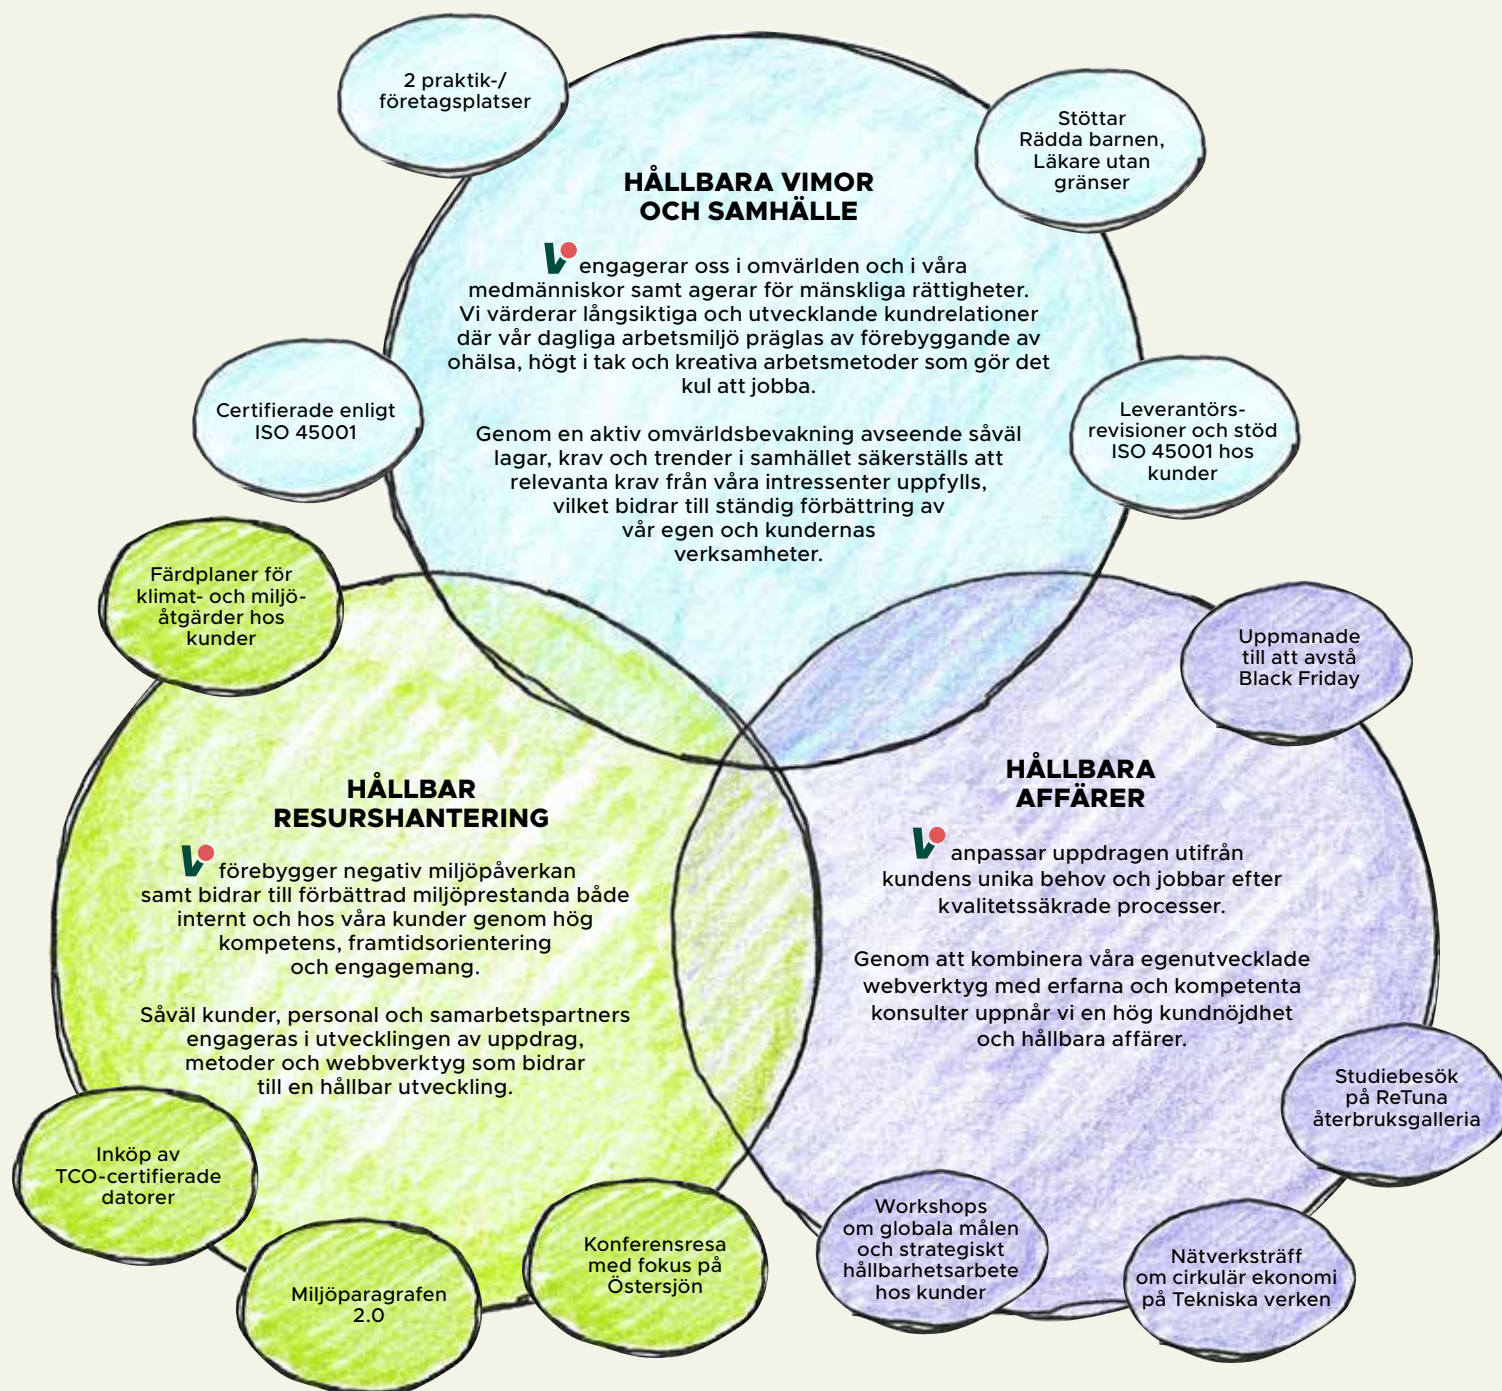 2 praktik-/
företagsplatser
Stöttar
Rädda barnen,
Läkare utan
gränser
HÅLLBARA VIMOR
OCH SAMHÄLLE
V engagerar oss i omvärlden och i våra
medmänniskor samt agerar för mänskliga rättigheter.
Vi värderar långsiktiga och utvecklande kundrelationer
där vår dagliga arbetsmiljö präglas av förebyggande av
ohälsa, högt i tak och kreativa arbetsmetoder som gör det
kul att jobba.
Genom en aktiv omvärldsbevakning avseende såväl
lagar, krav och trender i samhället säkerställs att
relevanta krav från våra intressenter uppfylls,
vilket bidrar till ständig förbättring av
vår egen och kundernas
verksamheter.
Certifierade enligt
ISO 45001
Leverantörs-
revisioner och stöd
ISO 45001 hos
kunder
Färdplaner för
klimat- och miljö-
åtgärder hos
kunder
Uppmanade
till att avstå
Black Friday
HÅLLBAR
RESURSHANTERING
V förebygger negativ miljöpåverkan
samt bidrar till förbättrad miljöprestanda både
internt och hos våra kunder genom hög
kompetens, framtidsorientering
och engagemang.
Såväl kunder, personal och samarbetspartners
engageras i utvecklingen av uppdrag,
metoder och webbverktyg som bidrar
till en hållbar utveckling.
HÅLLBARA
AFFÄRER
V anpassar uppdragen utifrån
kundens unika behov och jobbar efter
kvalitetssäkrade processer.
Genom att kombinera våra egenutvecklade
webverktyg med erfarna och kompetenta
konsulter uppnår vi en hög kundnöjdhet
och hållbara affärer.
Inköp av
TCO-certifierade
datorer
Miljöparagrafen
2.0
Konferensresa
med fokus på
Östersjön
Workshops
om globala målen
och strategiskt
hållbarhetsarbete
hos kunder
Nätverksträff
om cirkulär ekonomi
på Tekniska verken
Studiebesök
på ReTuna
återbruksgalleria